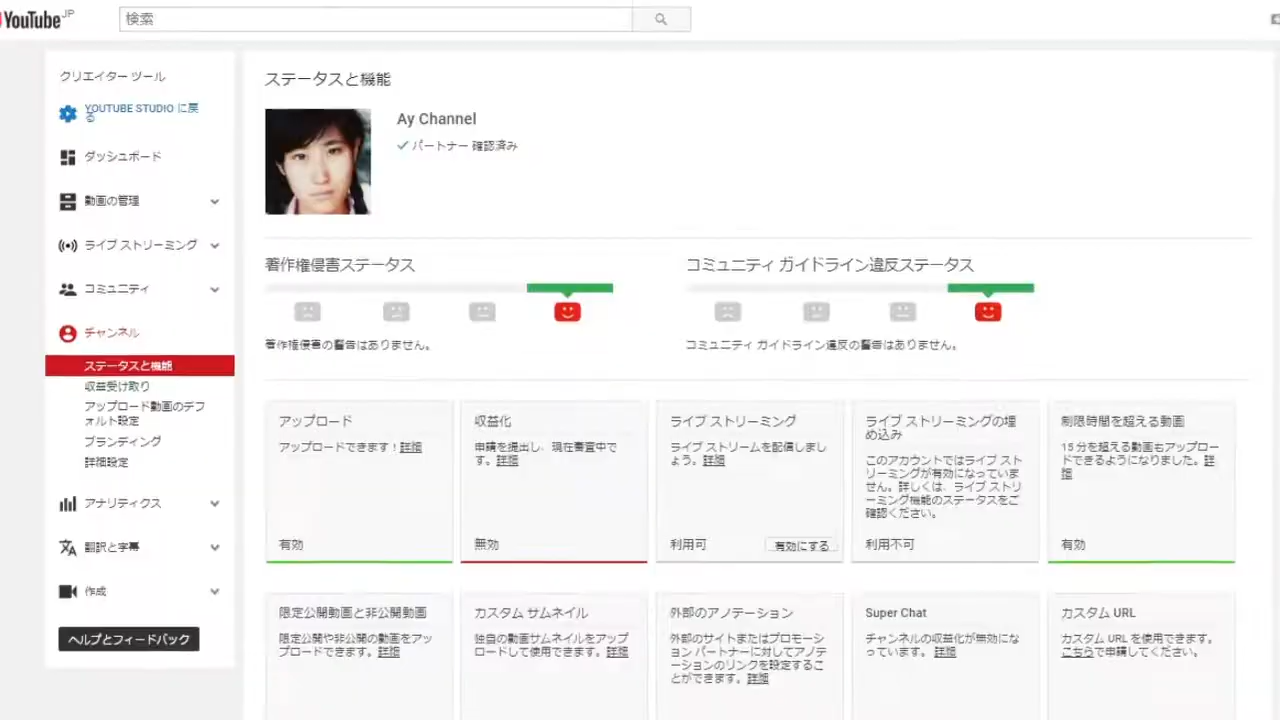 YouTube JP
検索
クリエイター ツール
YOUTUBE STUDIO に戻
る
ダッシュボード
動画の管理
ライブ ストリーミング
コミュニティ
チャンネル
ステータスと機能
収益受け取り
アップロード動画のデフ
ォルト設定
ブランディング
詳細設定
アナリティクス
翻訳と字幕
作成
ヘルプとフィードバック
ステータスと機能
Ay Channel
パートナー 確認済み
著作権侵害ステータス
著作権侵害の警告はありません。
コミュニティ ガイドライン違反ステータス
コミュニティ ガイドライン違反の警告はありません。
アップロード
アップロードできます！詳細
有効
収益化
申請を提出し、現在審査中で
す。詳細
無効
ライブ ストリーミング
ライブ ストリームを配信しまし
ょう。詳細
利用可
有効にする
ライブ ストリーミングの埋
め込み
このアカウントではライブ スト
リーミングが有効になっていま
せん。詳しくは、ライブ ストリ
ーミング機能のステータスをご
確認ください。
利用不可
制限時間を超える動画
15 分を超える動画もアップロー
ドできるようになりました。詳
細
有効
限定公開動画と非公開動画
限定公開や非公開の動画をアッ
プロードできます。詳細
カスタム サムネイル
独自の動画サムネイルをアップ
ロードして使用できます。詳細
外部のアノテーション
外部のサイトまたはプロモーシ
ョン パートナーに対してアノテ
ーションのリンクを設定するこ
とができます。詳細
Super Chat
チャンネルの収益化が無効にな
っています。 詳細
カスタム URL
カスタム URL を使用できます。
こちらで申請してください。